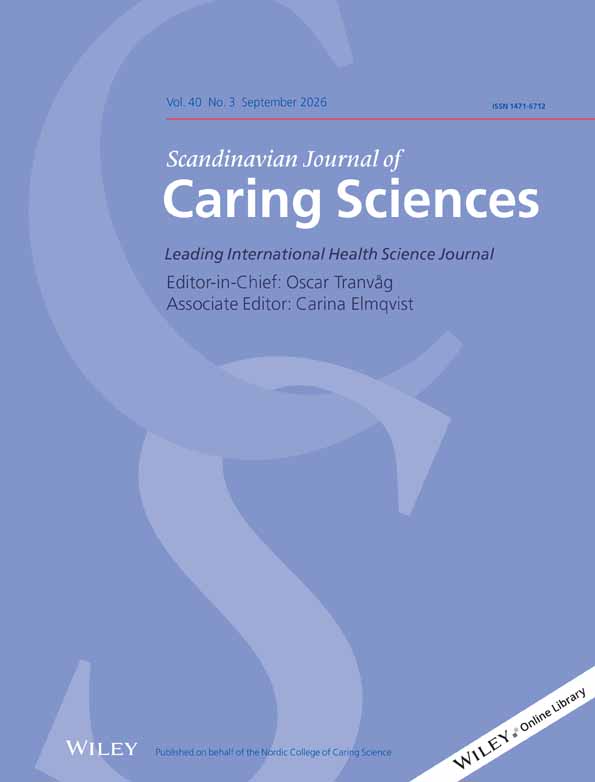 Vol. 40 No. 3 September 2026
ISSN 1471-6712
Scandinavian Journal of
Caring Sciences
Leading International Health Science Journal
Editor-in-Chief: Oscar Tranvåg
Associate Editor: Carina Elmqvist
CS
WILEY
Published on behalf of the Nordic College of Caring Science
WILEY Online Library